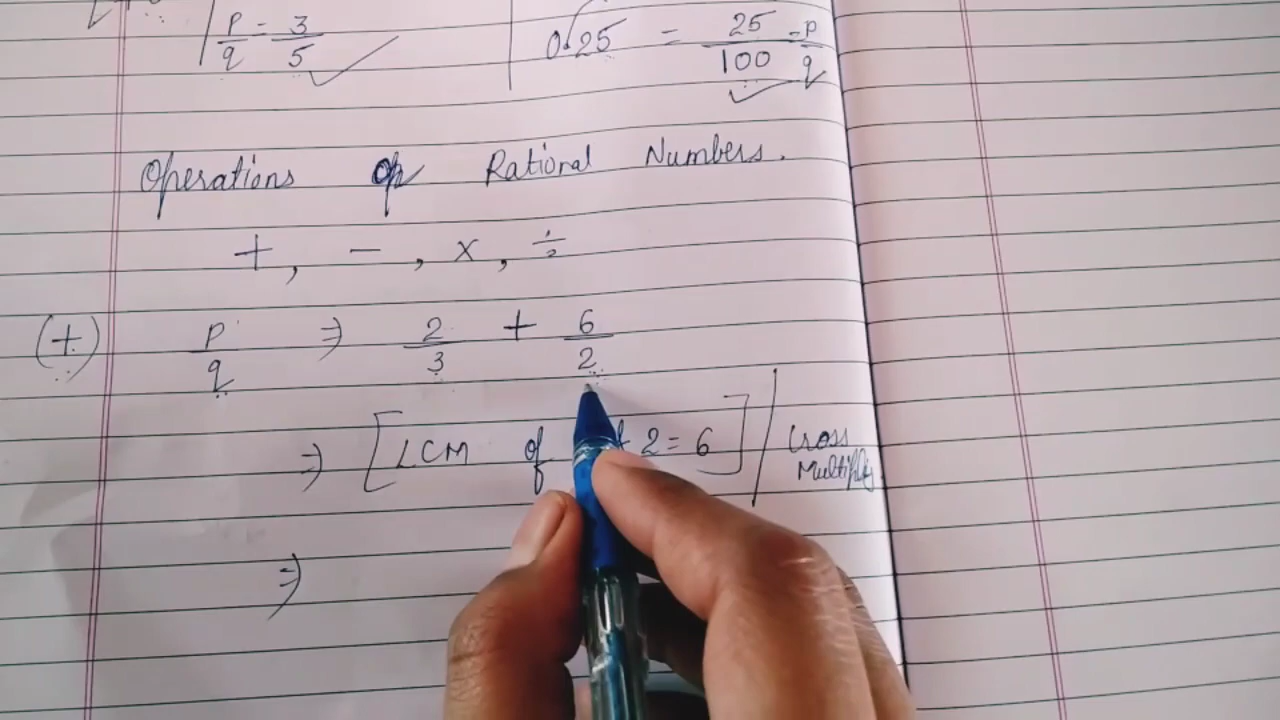 p/q = 3/5
0.25 = 25/100 = p/q
Operations of Rational Numbers.
+, -, x, ÷
(+) p/q ⇒ 2/3 + 6/2
⇒ [LCM of 2 = 6] | Cross Multiply
⇒